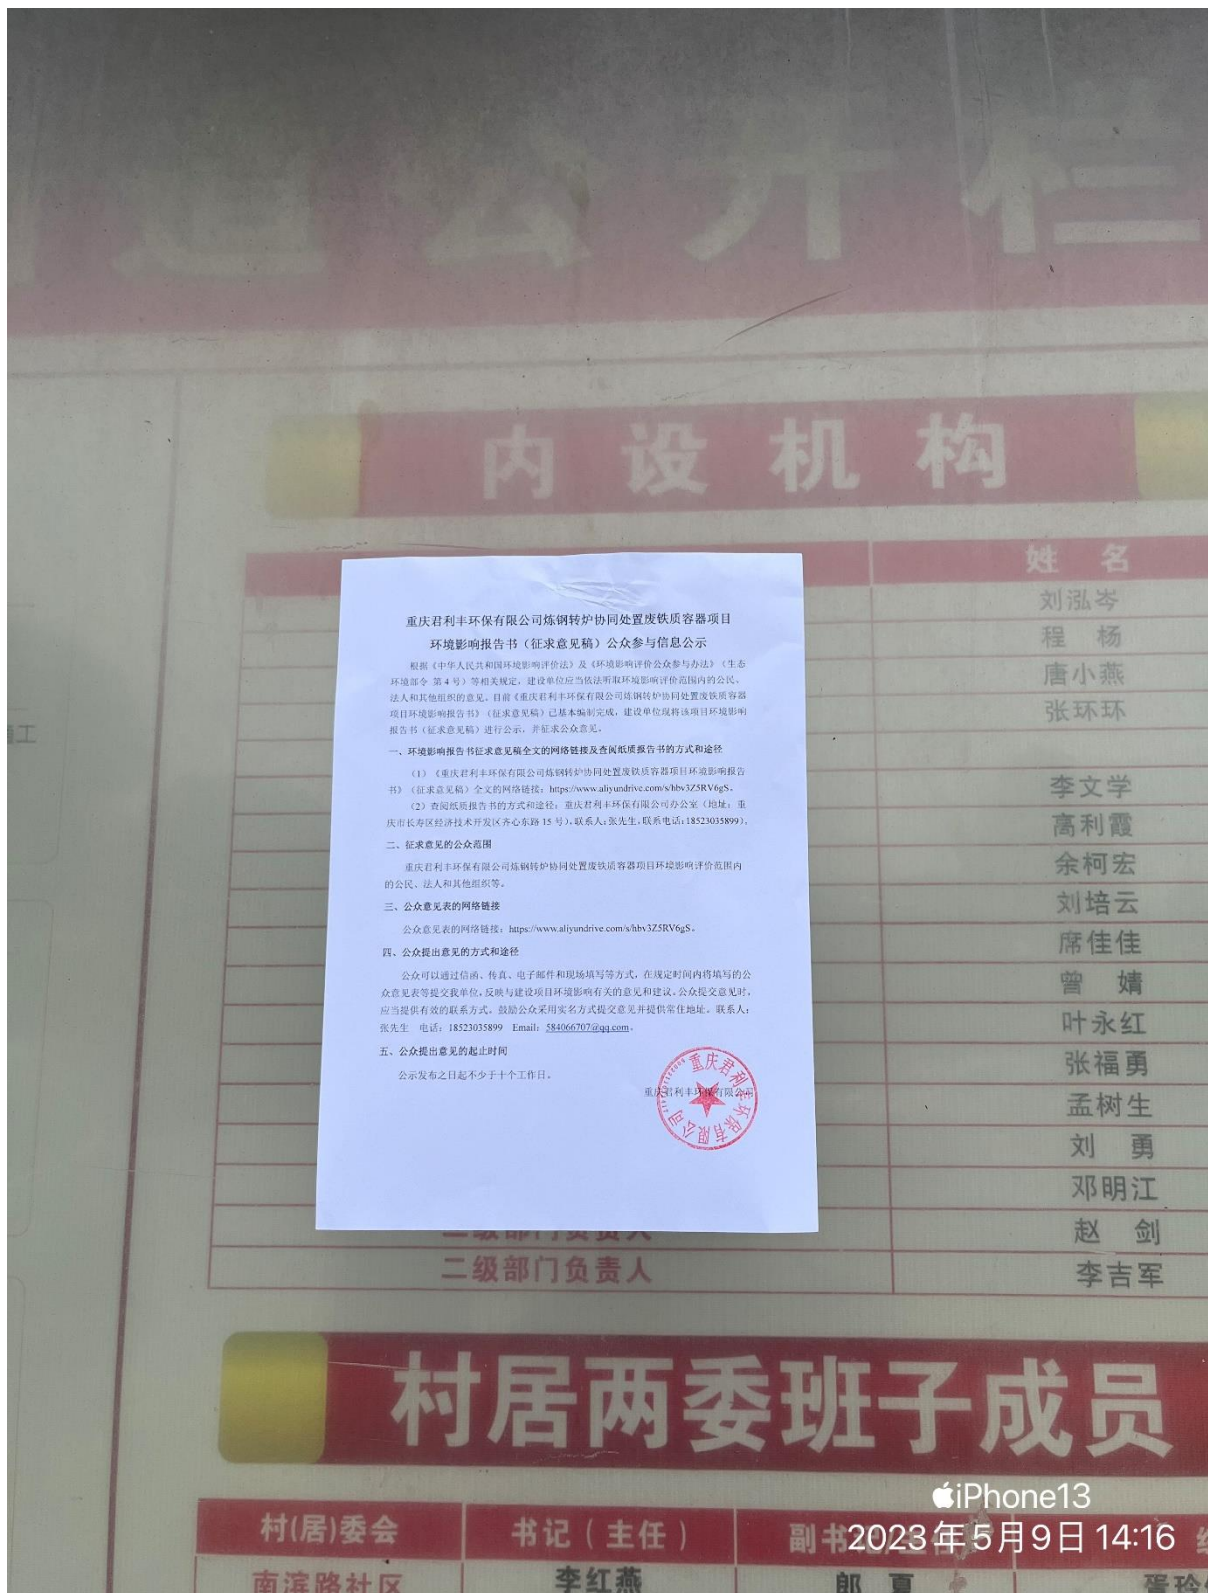 道公开栏
内设机构
姓 名
刘泓岑
程 杨
唐小燕
张环环
李文学
高利霞
余柯宏
刘培云
席佳佳
曾 婧
叶永红
张福勇
孟树生
刘 勇
邓明江
赵 剑
李吉军
二级部门负责人
二级部门负责人
重庆君利丰环保有限公司炼钢转炉协同处置废铁质容器项目
环境影响报告书（征求意见稿）公众参与信息公示
根据《中华人民共和国环境影响评价法》及《环境影响评价公众参与办法》（生态
环境部令 第 4 号）等相关规定，建设单位应当依法听取环境影响评价范围内的公民、
法人和其他组织的意见。目前《重庆君利丰环保有限公司炼钢转炉协同处置废铁质容器
项目环境影响报告书》（征求意见稿）已基本编制完成，建设单位现将该项目环境影响
报告书（征求意见稿）进行公示，并征求公众意见。
一、环境影响报告书征求意见稿全文的网络链接及查阅纸质报告书的方式和途径
（1）《重庆君利丰环保有限公司炼钢转炉协同处置废铁质容器项目环境影响报告
书》（征求意见稿）全文的网络链接：https://www.aliyundrive.com/s/hbv3Z5RV6gS。
（2）查阅纸质报告书的方式和途径：重庆君利丰环保有限公司办公室（地址：重
庆市长寿区经济技术开发区齐心东路 15 号），联系人：张先生，联系电话：18523035899）。
二、征求意见的公众范围
重庆君利丰环保有限公司炼钢转炉协同处置废铁质容器项目环境影响评价范围内
的公民、法人和其他组织等。
三、公众意见表的网络链接
公众意见表的网络链接：https://www.aliyundrive.com/s/hbv3Z5RV6gS。
四、公众提出意见的方式和途径
公众可以通过信函、传真、电子邮件和现场填写等方式，在规定时间内将填写的公
众意见表等提交我单位，反映与建设项目环境影响有关的意见和建议。公众提交意见时，
应当提供有效的联系方式。鼓励公众采用实名方式提交意见并提供常住地址。联系人：
张先生 电话：18523035899 Email：584066707@qq.com。
五、公众提出意见的起止时间
公示发布之日起不少于十个工作日。
重庆君利丰环保有限公司
重庆君利丰环保有限公司
村居两委班子成员
村(居)委会 书记（主任） 副书记
南滨路社区 李红燕 郎 夏
iPhone13
2023年5月9日 14:16